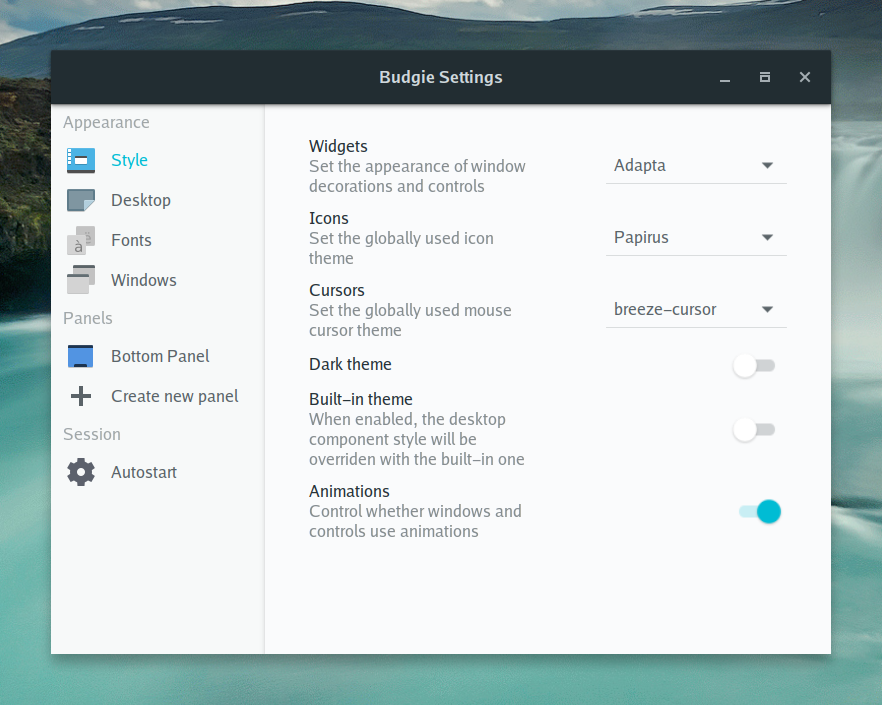 Budgie Settings
Appearance
Style
Desktop
Fonts
à
Windows
Panels
Bottom Panel
Create new panel
Session
Autostart
Widgets
Set the appearance of window
decorations and controls
Adapta
Icons
Set the globally used icon
theme
Papirus
Cursors
Set the globally used mouse
cursor theme
breeze-cursor
Dark theme
Built-in theme
When enabled, the desktop
component style will be
overriden with the built-in one
Animations
Control whether windows and
controls use animations